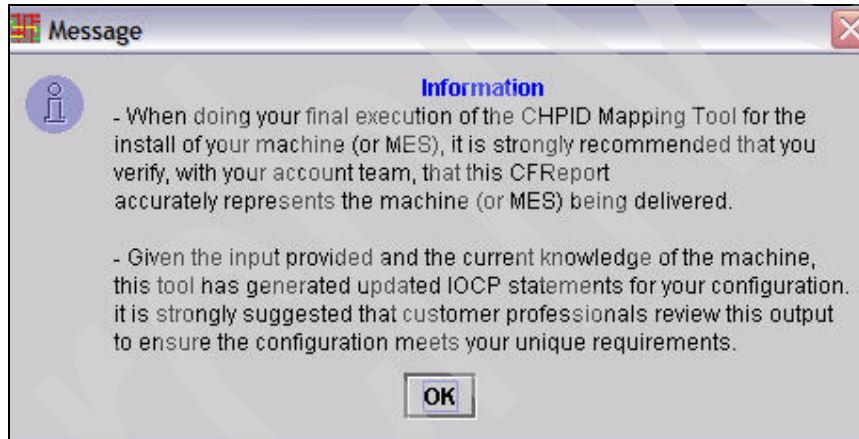 Message
Information
- When doing your final execution of the CHPID Mapping Tool for the
install of your machine (or MES), it is strongly recommended that you
verify, with your account team, that this CFReport
accurately represents the machine (or MES) being delivered.
- Given the input provided and the current knowledge of the machine,
this tool has generated updated IOCP statements for your configuration.
it is strongly suggested that customer professionals review this output
to ensure the configuration meets your unique requirements.
OK